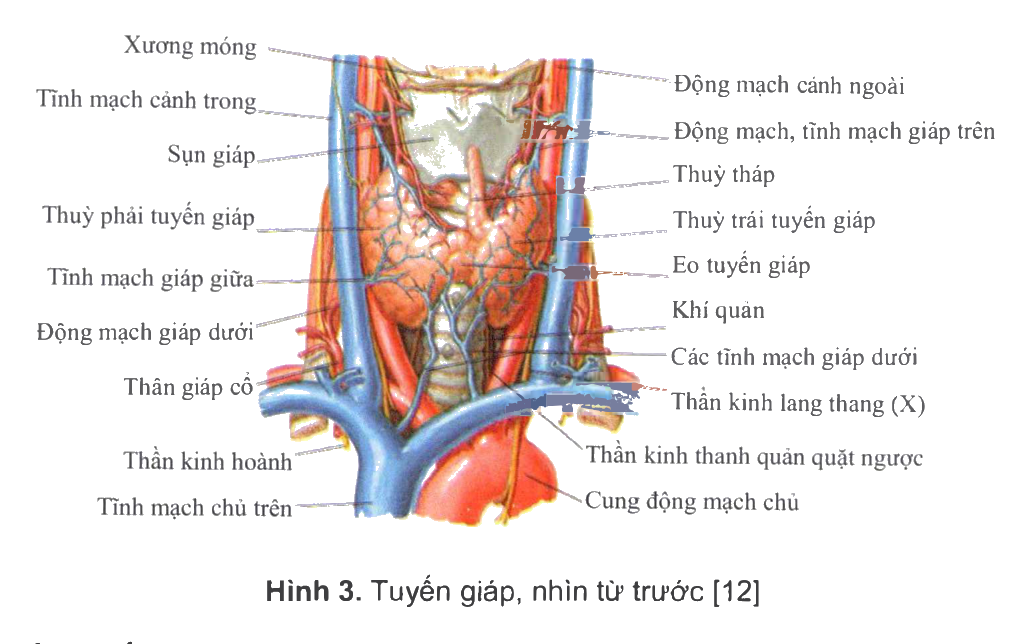 Xương móng
Tĩnh mạch cảnh trong
Sụn giáp
Thuỳ phải tuyến giáp
Tĩnh mạch giáp giữa
Động mạch giáp dưới
Thân giáp cổ
Thần kinh hoành
Tĩnh mạch chủ trên
Động mạch cảnh ngoài
Động mạch, tĩnh mạch giáp trên
Thuỳ tháp
Thuỳ trái tuyến giáp
Eo tuyến giáp
Khí quản
Các tĩnh mạch giáp dưới
Thần kinh lang thang (X)
Thần kinh thanh quản quặt ngược
Cung động mạch chủ
Hình 3. Tuyến giáp, nhìn từ trước [12]